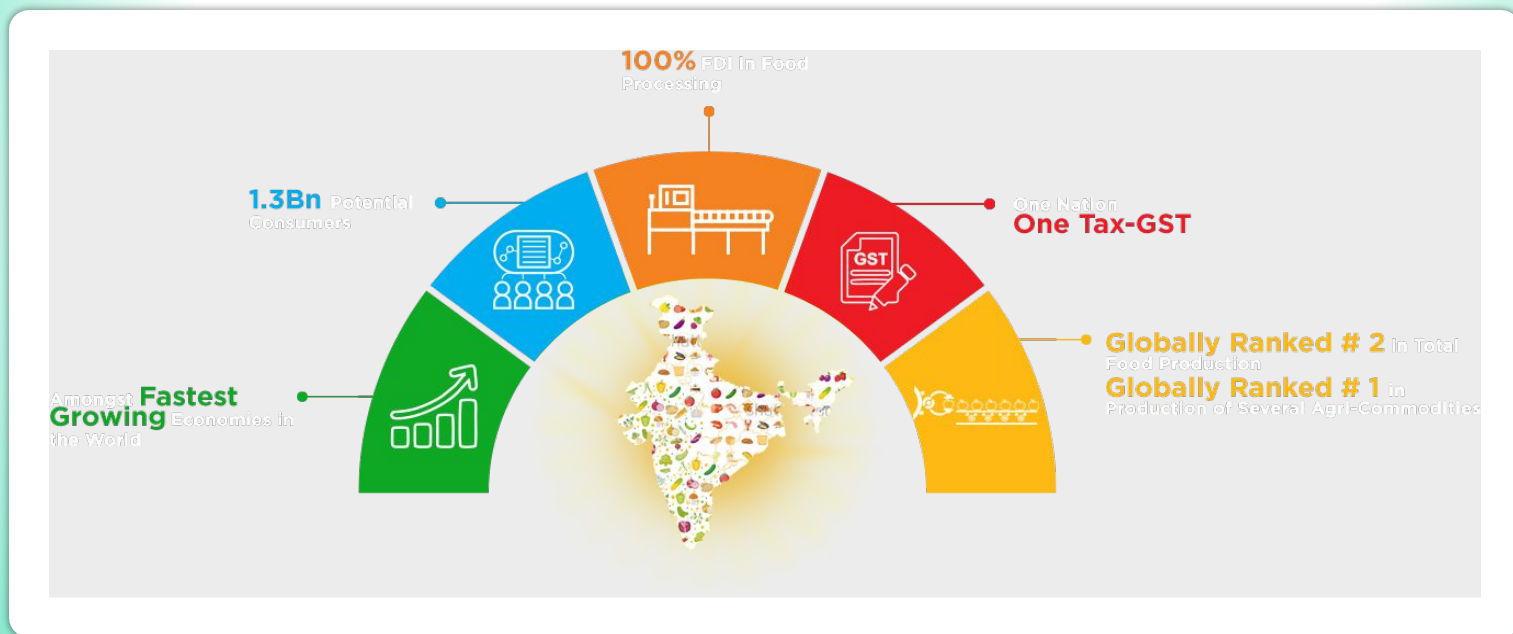 100% FDI In Food
Processing
1.3Bn Potential
Consumers
One Nation
One Tax-GST
GST
Globally Ranked # 2 in Total
Food Production
Globally Ranked # 1 in
Production of Several Agri-Commodities
Amongst Fastest
Growing Economies in
the World